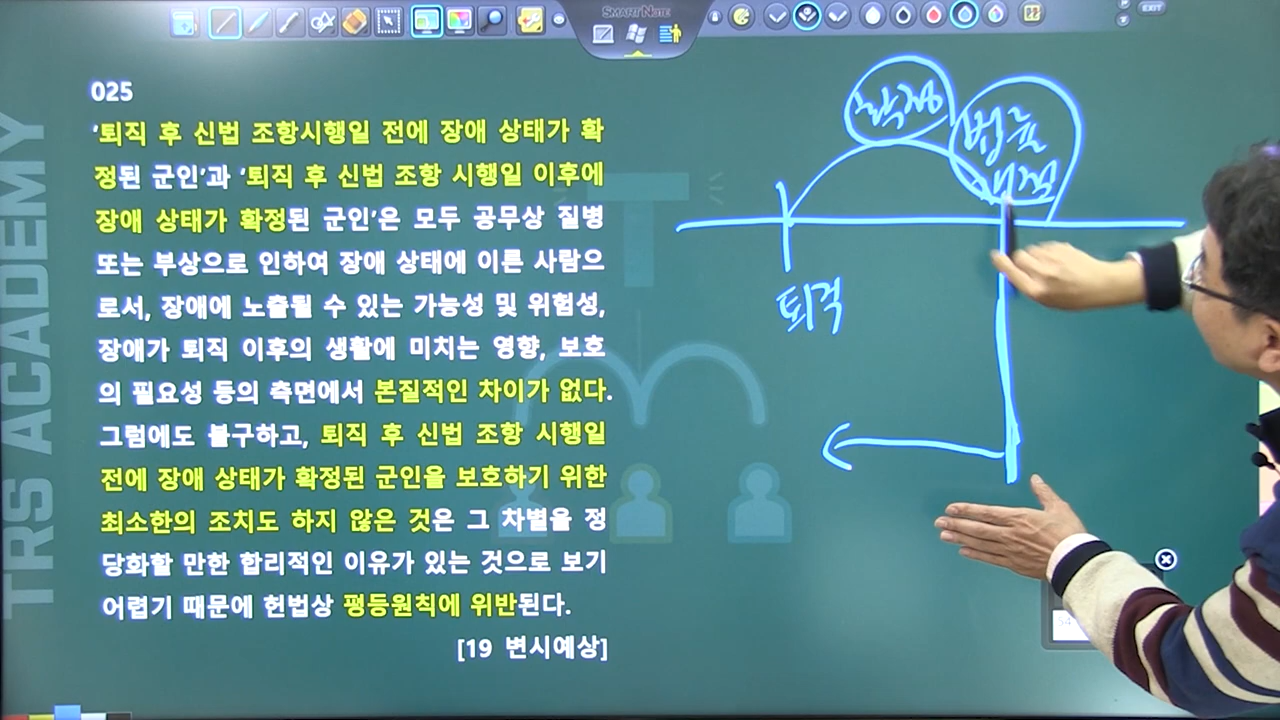 SMART NOTE
EXIT
025
'퇴직 후 신법 조항시행일 전에 장애 상태가 확
정된 군인'과 '퇴직 후 신법 조항 시행일 이후에
장애 상태가 확정된 군인'은 모두 공무상 질병
또는 부상으로 인하여 장애 상태에 이른 사람으
로서, 장애에 노출될 수 있는 가능성 및 위험성,
장애가 퇴직 이후의 생활에 미치는 영향, 보호
의 필요성 등의 측면에서 본질적인 차이가 없다.
그럼에도 불구하고, 퇴직 후 신법 조항 시행일
전에 장애 상태가 확정된 군인을 보호하기 위한
최소한의 조치도 하지 않은 것은 그 차별을 정
당화할 만한 합리적인 이유가 있는 것으로 보기
어렵기 때문에 헌법상 평등원칙에 위반된다.
[19 변시예상]
확정
법률
퇴직
TRS ACADEMY